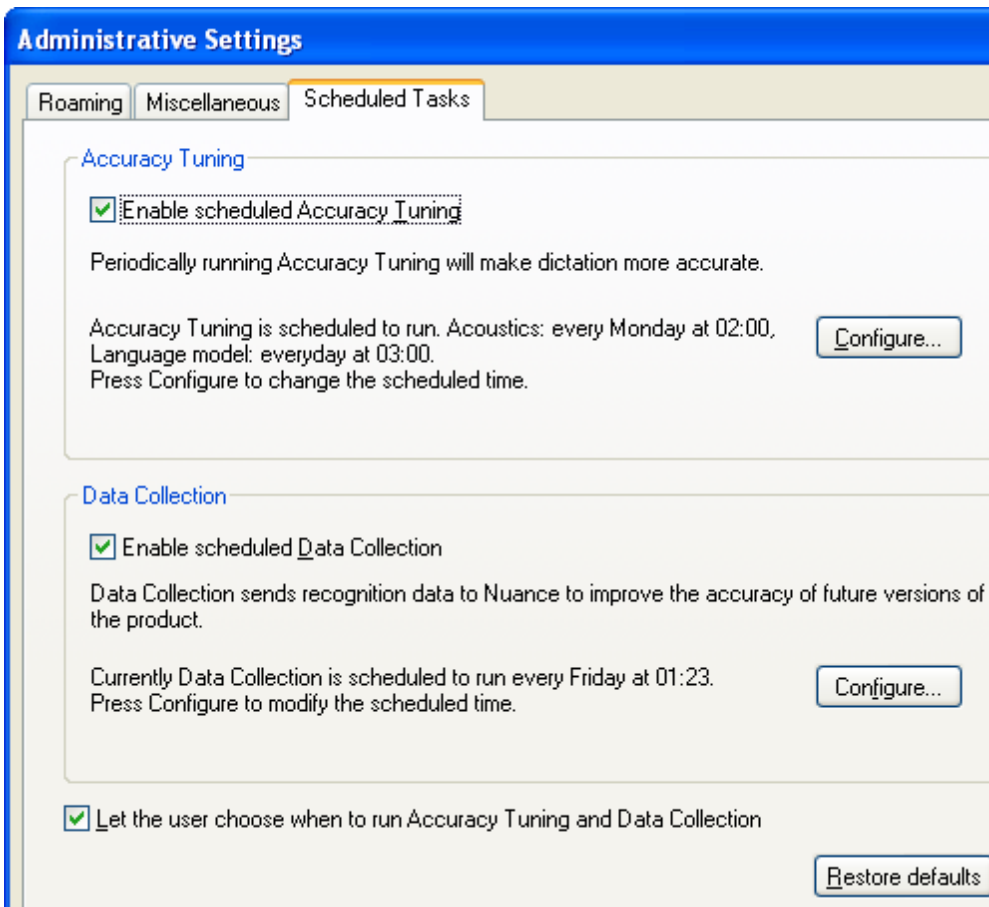 Administrative Settings
Roaming Miscellaneous Scheduled Tasks
Accuracy Tuning
Enable scheduled Accuracy Tuning
Periodically running Accuracy Tuning will make dictation more accurate.
Accuracy Tuning is scheduled to run. Acoustics: every Monday at 02:00,
Language model: everyday at 03:00.
Press Configure to change the scheduled time.
Configure...
Data Collection
Enable scheduled Data Collection
Data Collection sends recognition data to Nuance to improve the accuracy of future versions of
the product.
Currently Data Collection is scheduled to run every Friday at 01:23.
Press Configure to modify the scheduled time.
Configure...
Let the user choose when to run Accuracy Tuning and Data Collection
Restore defaults